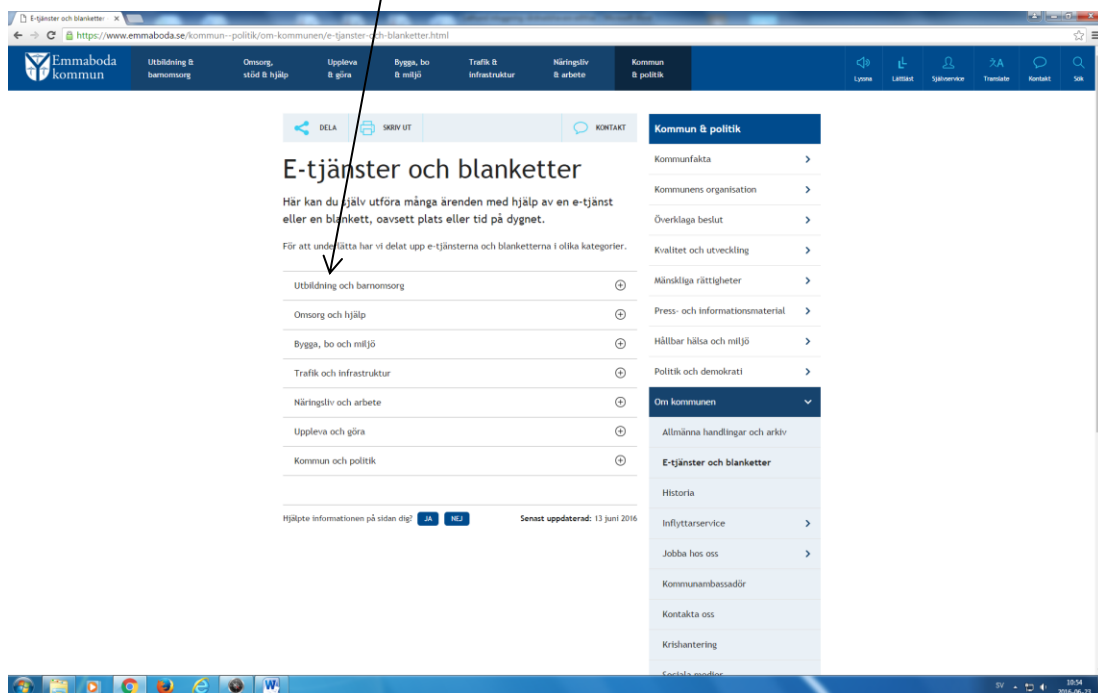 E-tjänster och blanketter
https://www.emmaboda.se/kommun--politik/om-kommunen/e-tjanster-och-blanketter.html
Emmaboda
kommun
Utbildning &
barnomsorg
Omsorg,
stöd & hjälp
Uppleva
& göra
Bygga, bo
& miljö
Trafik &
infrastruktur
Näringsliv
& arbete
Kommun
& politik
Lyssna
Lättläst
Självservice
Translate
Kontakt
Sök
DELA
SKRIV UT
KONTAKT
E-tjänster och blanketter
Här kan du själv utföra många ärenden med hjälp av en e-tjänst
eller en blankett, oavsett plats eller tid på dygnet.
För att underlätta har vi delat upp e-tjänsterna och blanketterna i olika kategorier.
Utbildning och barnomsorg
Omsorg och hjälp
Bygga, bo och miljö
Trafik och infrastruktur
Näringsliv och arbete
Uppleva och göra
Kommun och politik
Hjälpte informationen på sidan dig? JA NEJ
Senast uppdaterad: 13 juni 2016
Kommun & politik
Kommunfakta
Kommunens organisation
Överklaga beslut
Kvalitet och utveckling
Mänskliga rättigheter
Press- och informationsmaterial
Hållbar hälsa och miljö
Politik och demokrati
Om kommunen
Allmänna handlingar och arkiv
E-tjänster och blanketter
Historia
Inflyttarservice
Jobba hos oss
Kommunambassadör
Kontakta oss
Krishantering
Sociala medier
SV
10:54
2016-06-23